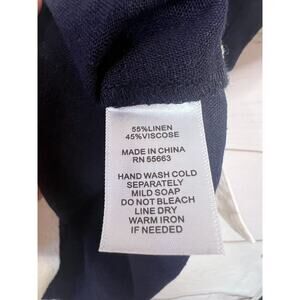 55%LINEN
45%VISCOSE
MADE IN CHINA
RN 55663
HAND WASH COLD
SEPARATELY
MILD SOAP
DO NOT BLEACH
LINE DRY
WARM IRON
IF NEEDED